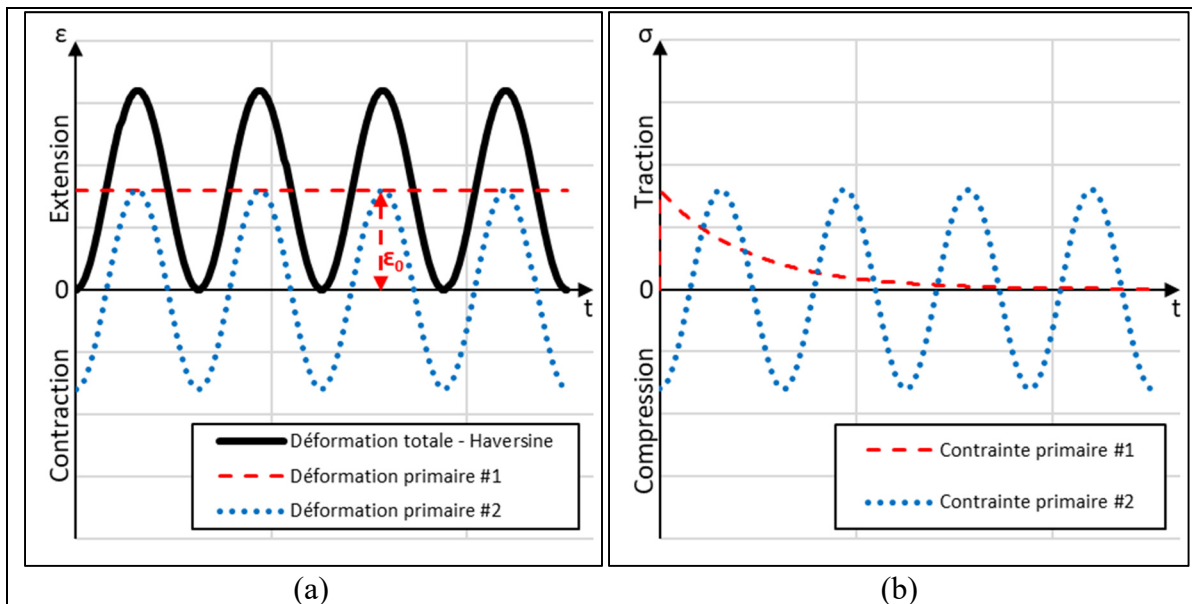 ε
Extension
0
ε₀
t
Contraction
Déformation totale - Haversine
Déformation primaire #1
Déformation primaire #2
(a)
σ
Traction
0
t
Compression
Contrainte primaire #1
Contrainte primaire #2
(b)